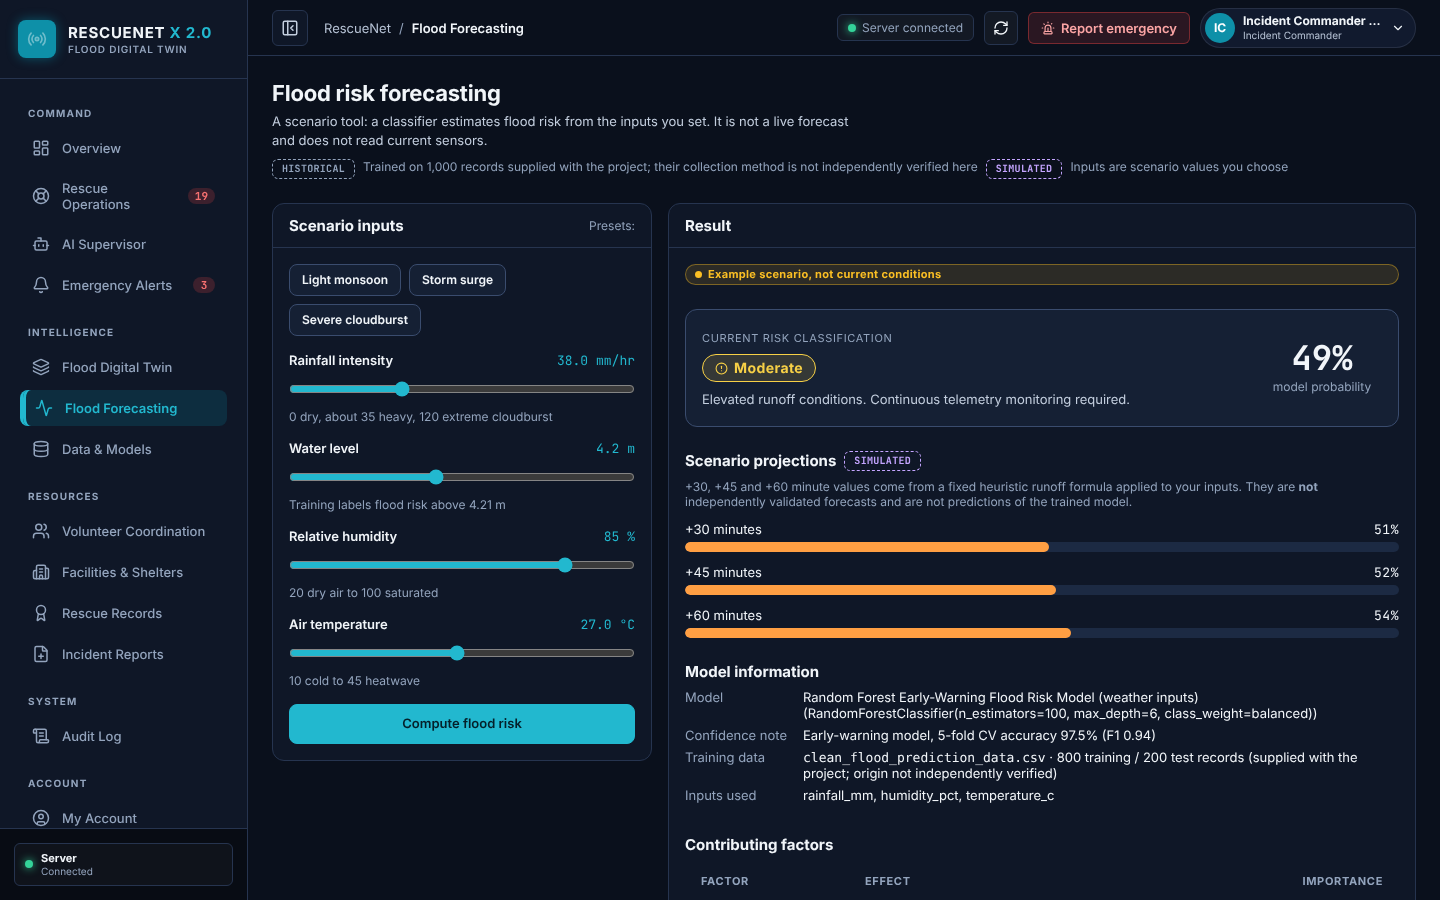 RESCUENET X 2.0
FLOOD DIGITAL TWIN
RescueNet / Flood Forecasting
Server connected
Report emergency
IC
Incident Commander ...
Incident Commander
COMMAND
Overview
Rescue
Operations
19
AI Supervisor
Emergency Alerts
3
INTELLIGENCE
Flood Digital Twin
Flood Forecasting
Data & Models
RESOURCES
Volunteer Coordination
Facilities & Shelters
Rescue Records
Incident Reports
SYSTEM
Audit Log
ACCOUNT
My Account
Server
Connected
Flood risk forecasting
A scenario tool: a classifier estimates flood risk from the inputs you set. It is not a live forecast
and does not read current sensors.
HISTORICAL Trained on 1,000 records supplied with the project; their collection method is not independently verified here SIMULATED Inputs are scenario values you choose
Scenario inputs
Presets:
Light monsoon
Storm surge
Severe cloudburst
Rainfall intensity 38.0 mm/hr
0 dry, about 35 heavy, 120 extreme cloudburst
Water level 4.2 m
Training labels flood risk above 4.21 m
Relative humidity 85 %
20 dry air to 100 saturated
Air temperature 27.0 °C
10 cold to 45 heatwave
Compute flood risk
Result
Example scenario, not current conditions
CURRENT RISK CLASSIFICATION
Moderate
Elevated runoff conditions. Continuous telemetry monitoring required.
49%
model probability
Scenario projections SIMULATED
+30, +45 and +60 minute values come from a fixed heuristic runoff formula applied to your inputs. They are not
independently validated forecasts and are not predictions of the trained model.
+30 minutes 51%
+45 minutes 52%
+60 minutes 54%
Model information
Model Random Forest Early-Warning Flood Risk Model (weather inputs)
(RandomForestClassifier(n_estimators=100, max_depth=6, class_weight=balanced))
Confidence note Early-warning model, 5-fold CV accuracy 97.5% (F1 0.94)
Training data clean_flood_prediction_data.csv · 800 training / 200 test records (supplied with the
project; origin not independently verified)
Inputs used rainfall_mm, humidity_pct, temperature_c
Contributing factors
FACTOR EFFECT IMPORTANCE